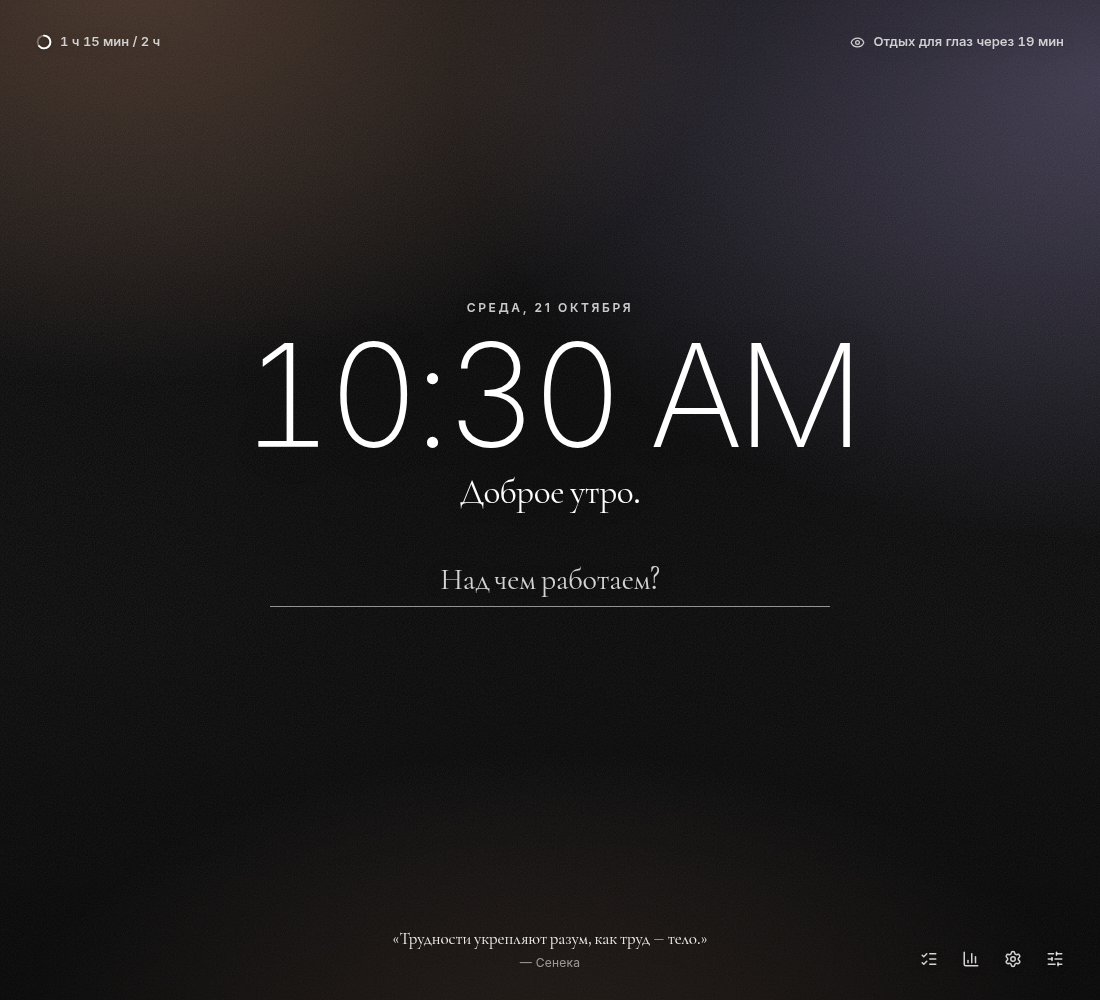 1 ч 15 мин / 2 ч
Отдых для глаз через 19 мин
СРЕДА, 21 ОКТЯБРЯ
10:30 AM
Доброе утро.
Над чем работаем?
«Трудности укрепляют разум, как труд — тело.»
— Сенека